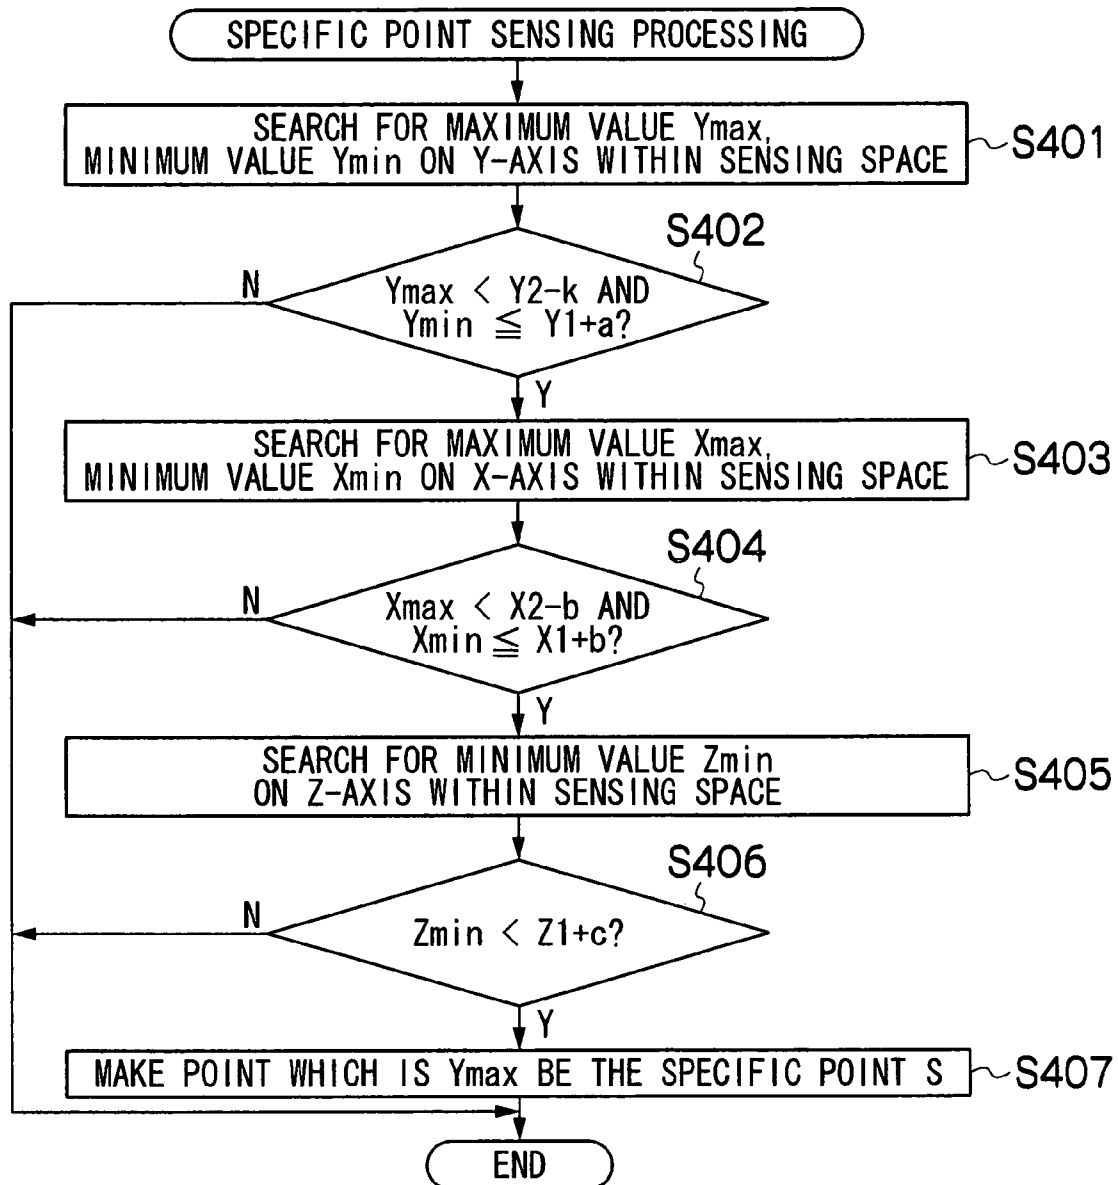 SPECIFIC POINT SENSING PROCESSING
SEARCH FOR MAXIMUM VALUE Ymax,
MINIMUM VALUE Ymin ON Y-AXIS WITHIN SENSING SPACE
S401
S402
N
Ymax < Y2-k AND
Ymin ≦ Y1+a?
Y
SEARCH FOR MAXIMUM VALUE Xmax,
MINIMUM VALUE Xmin ON X-AXIS WITHIN SENSING SPACE
S403
S404
N
Xmax < X2-b AND
Xmin ≦ X1+b?
Y
SEARCH FOR MINIMUM VALUE Zmin
ON Z-AXIS WITHIN SENSING SPACE
S405
S406
N
Zmin < Z1+c?
Y
MAKE POINT WHICH IS Ymax BE THE SPECIFIC POINT S
S407
END